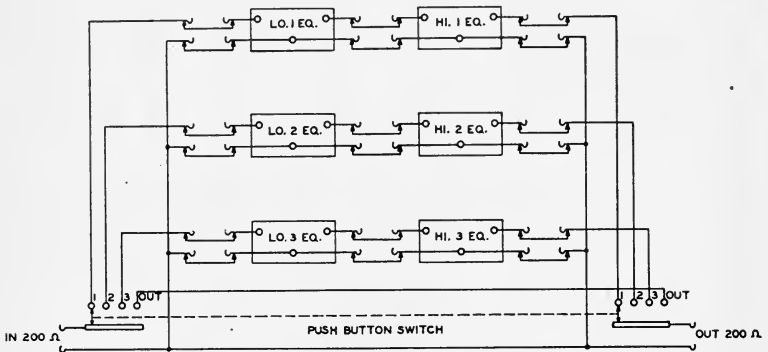 LO. 1 EQ. HI. 1 EQ.
LO. 2 EQ. HI. 2 EQ.
LO. 3 EQ. HI. 3 EQ.
1 2 3 OUT 1 2 3 OUT
IN 200 Ω PUSH BUTTON SWITCH OUT 200 Ω